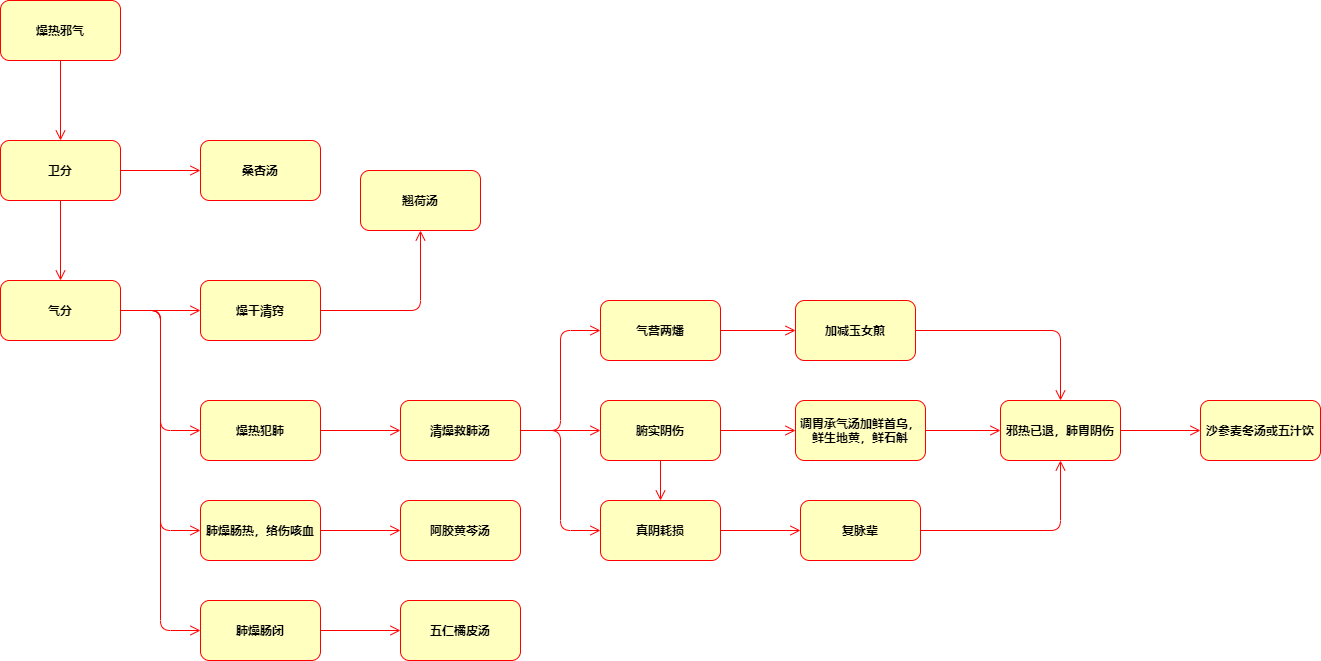 燥热邪气
卫分
桑杏汤
翘荷汤
气分
燥干清窍
气营两燔
加减玉女煎
燥热犯肺
清燥救肺汤
腑实阴伤
调胃承气汤加鲜首乌，
鲜生地黄，鲜石斛
邪热已退，肺胃阴伤
沙参麦冬汤或五汁饮
肺燥肠热，络伤咳血
阿胶黄芩汤
真阴耗损
复脉辈
肺燥肠闭
五仁橘皮汤